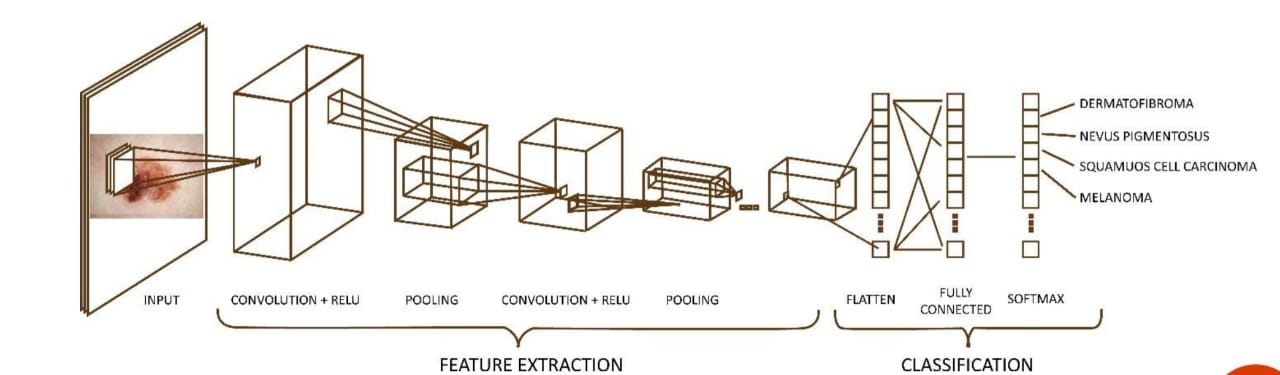 DERMATOFIBROMA
NEVUS PIGMENTOSUS
SQUAMUOS CELL CARCINOMA
MELANOMA
INPUT
CONVOLUTION + RELU
POOLING
CONVOLUTION + RELU
POOLING
FLATTEN
FULLY
CONNECTED
SOFTMAX
FEATURE EXTRACTION
CLASSIFICATION